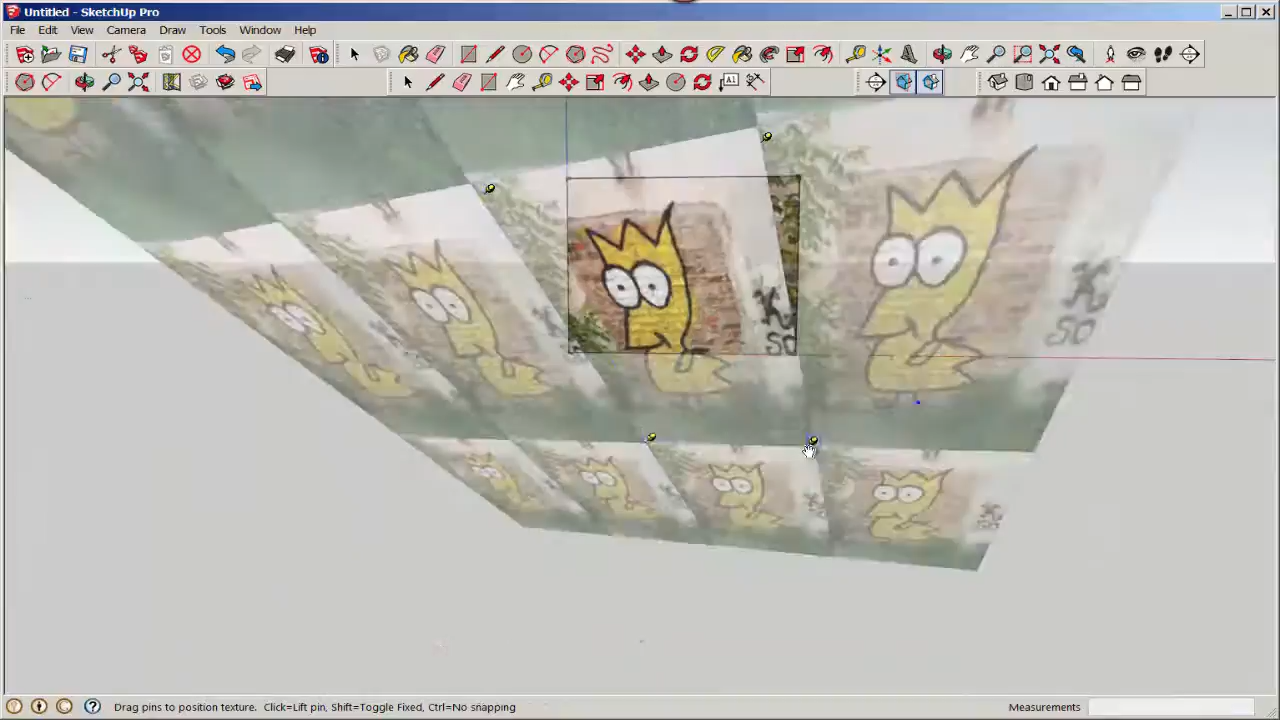 Untitled - SketchUp Pro
File Edit View Camera Draw Tools Window Help
A1
SO
Drag pins to position texture. Click=Lift pin, Shift=Toggle Fixed, Ctrl=No snapping
Measurements